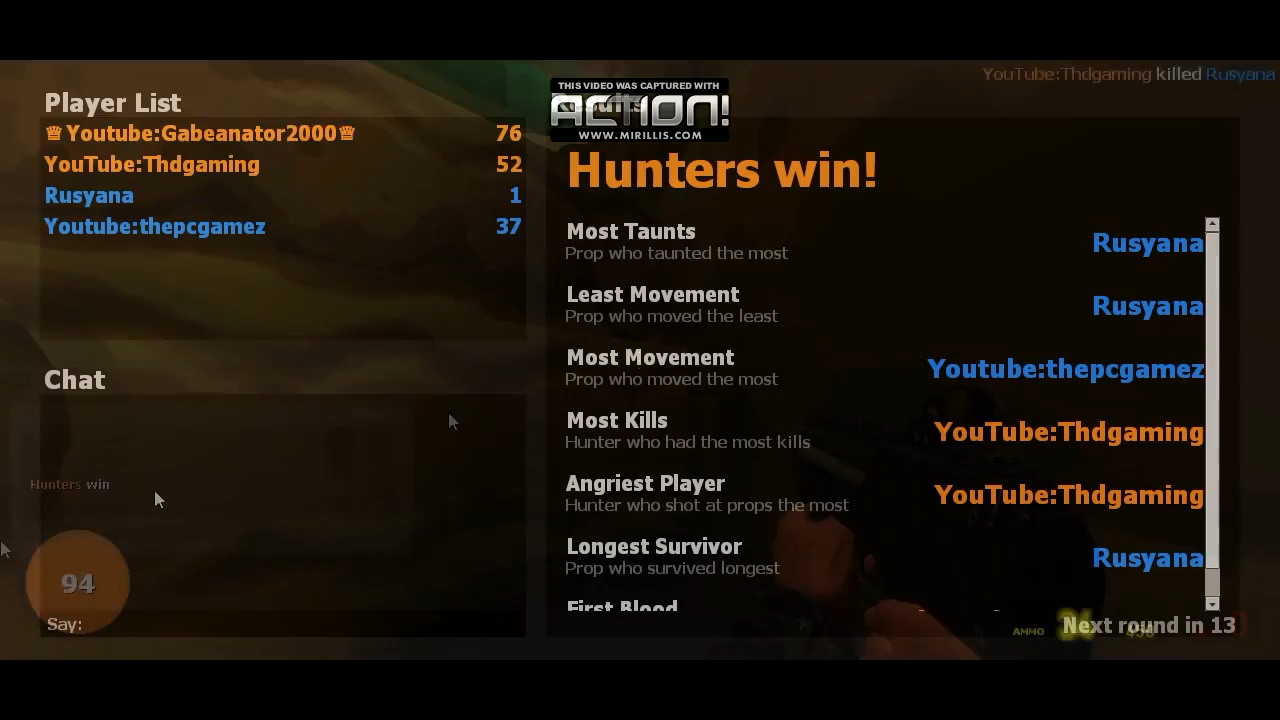 YouTube:Thdgaming killed Rusyana
THIS VIDEO WAS CAPTURED WITH
ACTION!
WWW.MIRILLIS.COM
Player List
♕Youtube:Gabeanator2000♕ 76
YouTube:Thdgaming 52
Rusyana 1
Youtube:thepcgamez 37
Chat
Hunters win
94
Say:
Results
Hunters win!
Most Taunts
Prop who taunted the most
Rusyana
Least Movement
Prop who moved the least
Rusyana
Most Movement
Prop who moved the most
Youtube:thepcgamez
Most Kills
Hunter who had the most kills
YouTube:Thdgaming
Angriest Player
Hunter who shot at props the most
YouTube:Thdgaming
Longest Survivor
Prop who survived longest
Rusyana
First Blood
AMMO
Next round in 13